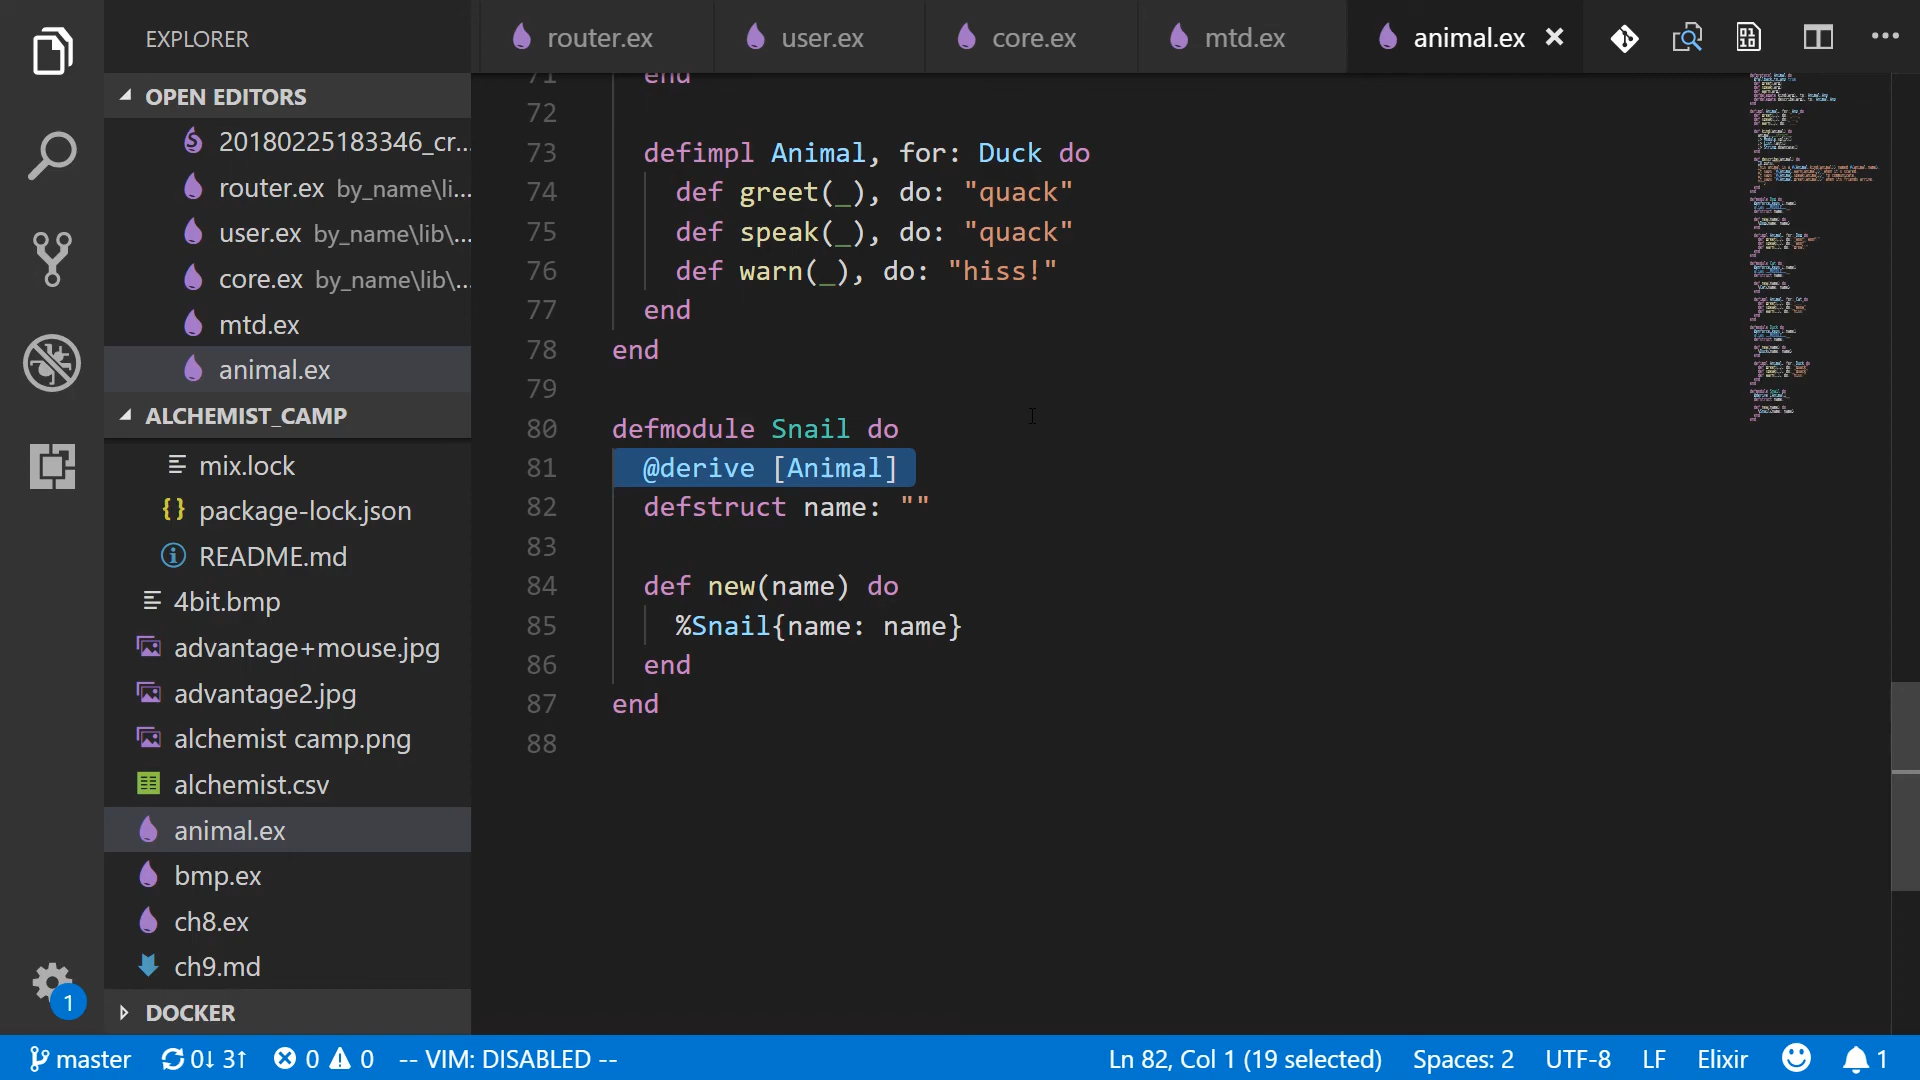 EXPLORER
OPEN EDITORS
20180225183346_cr...
router.ex by_name\li...
user.ex by_name\lib\...
core.ex by_name\lib\...
mtd.ex
animal.ex
ALCHEMIST_CAMP
mix.lock
{} package-lock.json
README.md
4bit.bmp
advantage+mouse.jpg
advantage2.jpg
alchemist camp.png
alchemist.csv
animal.ex
bmp.ex
ch8.ex
ch9.md
DOCKER
1
router.ex
user.ex
core.ex
mtd.ex
animal.ex
71 end
72
73 defimpl Animal, for: Duck do
74 def greet(_), do: "quack"
75 def speak(_), do: "quack"
76 def warn(_), do: "hiss!"
77 end
78 end
79
80 defmodule Snail do
81 @derive [Animal]
82 defstruct name: ""
83
84 def new(name) do
85 %Snail{name: name}
86 end
87 end
88
master 0↓ 3↑ 0 0 -- VIM: DISABLED -- Ln 82, Col 1 (19 selected) Spaces: 2 UTF-8 LF Elixir 1